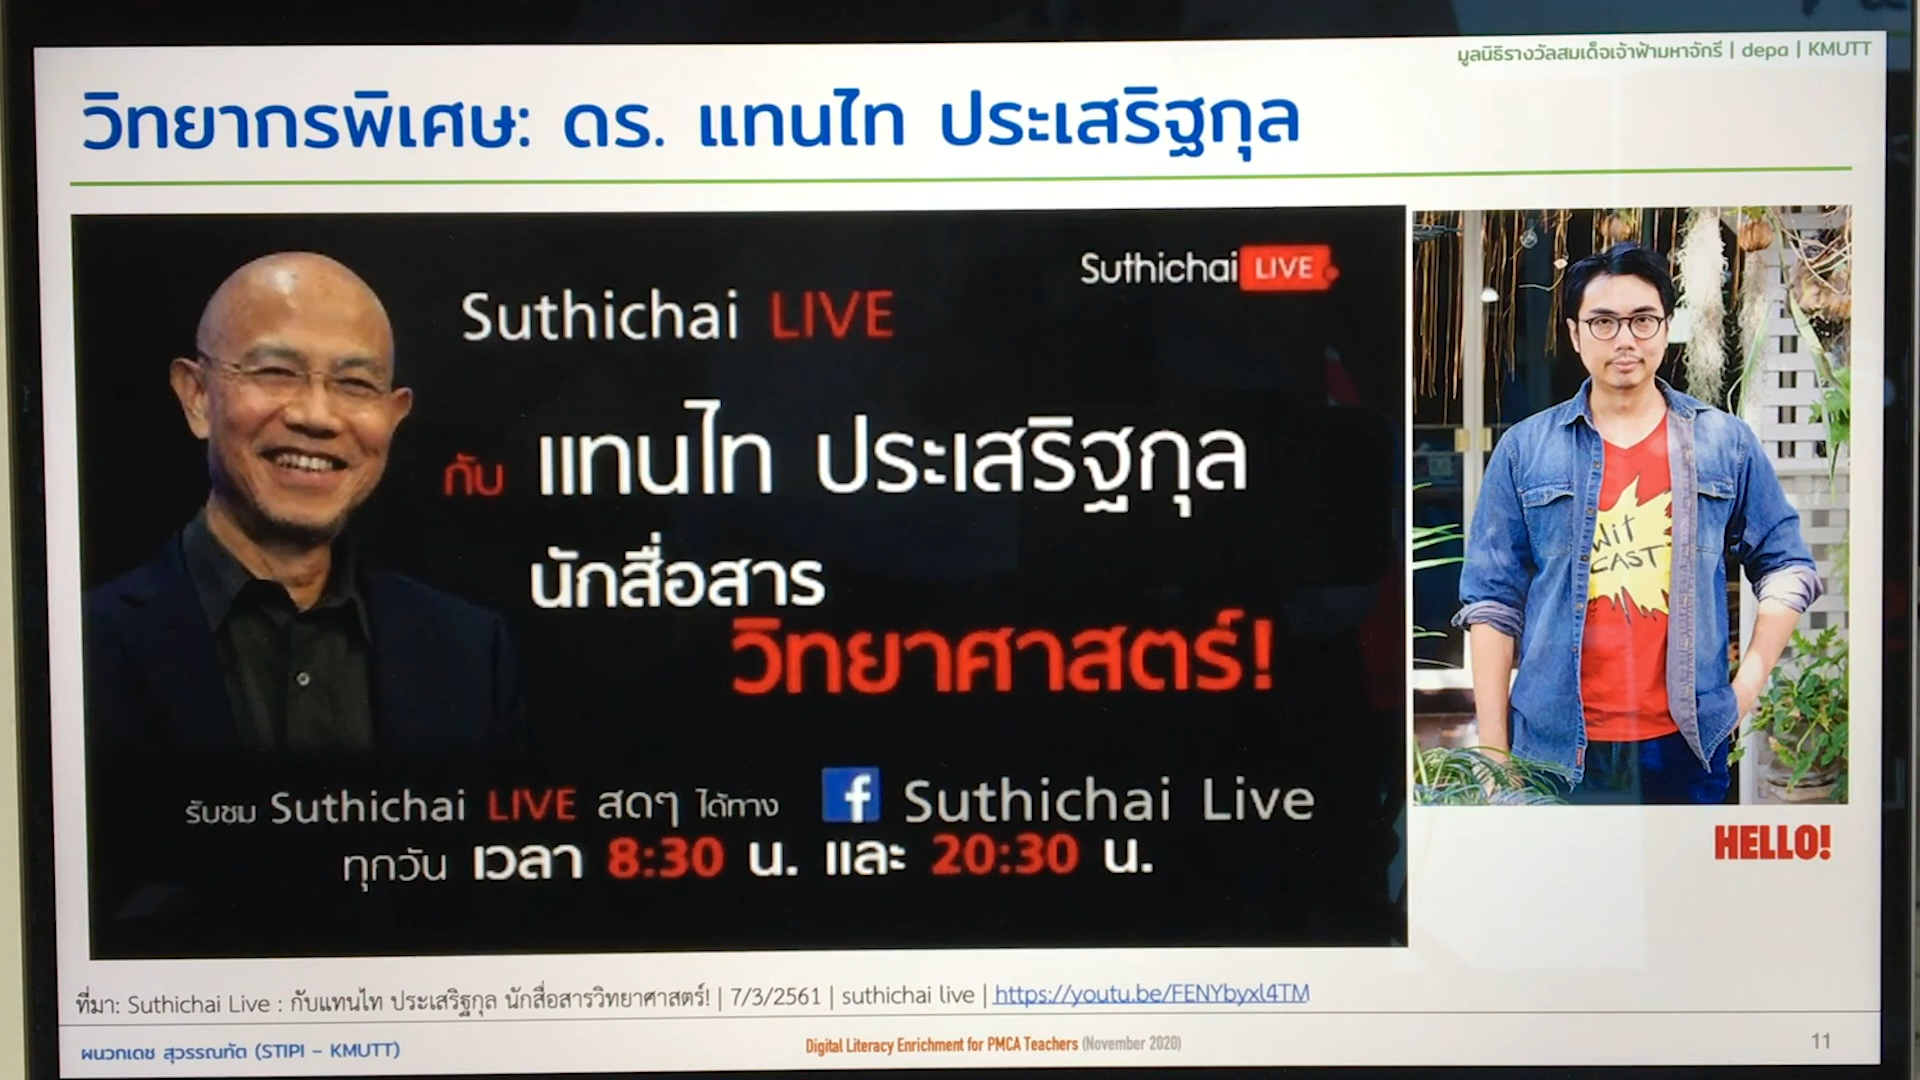 มูลนิธิรางวัลสมเด็จเจ้าฟ้ามหาจักรี | depa | KMUTT
วิทยากรพิเศษ: ดร. แทนไท ประเสริฐกุล
Suthichai LIVE
Suthichai LIVE
กับ แทนไท ประเสริฐกุล
นักสื่อสาร
วิทยาศาสตร์!
รับชม Suthichai LIVE สดๆ ได้ทาง f Suthichai Live
ทุกวัน เวลา 8:30 น. และ 20:30 น.
Wit
CAST
HELLO!
ที่มา: Suthichai Live : กับแทนไท ประเสริฐกุล นักสื่อสารวิทยาศาสตร์! | 7/3/2561 | suthichai live | https://youtu.be/FENYbyxl4TM
ผนวกเดช สุวรรณทัต (STIPI – KMUTT)
Digital Literacy Enrichment for PMCA Teachers (November 2020)
11